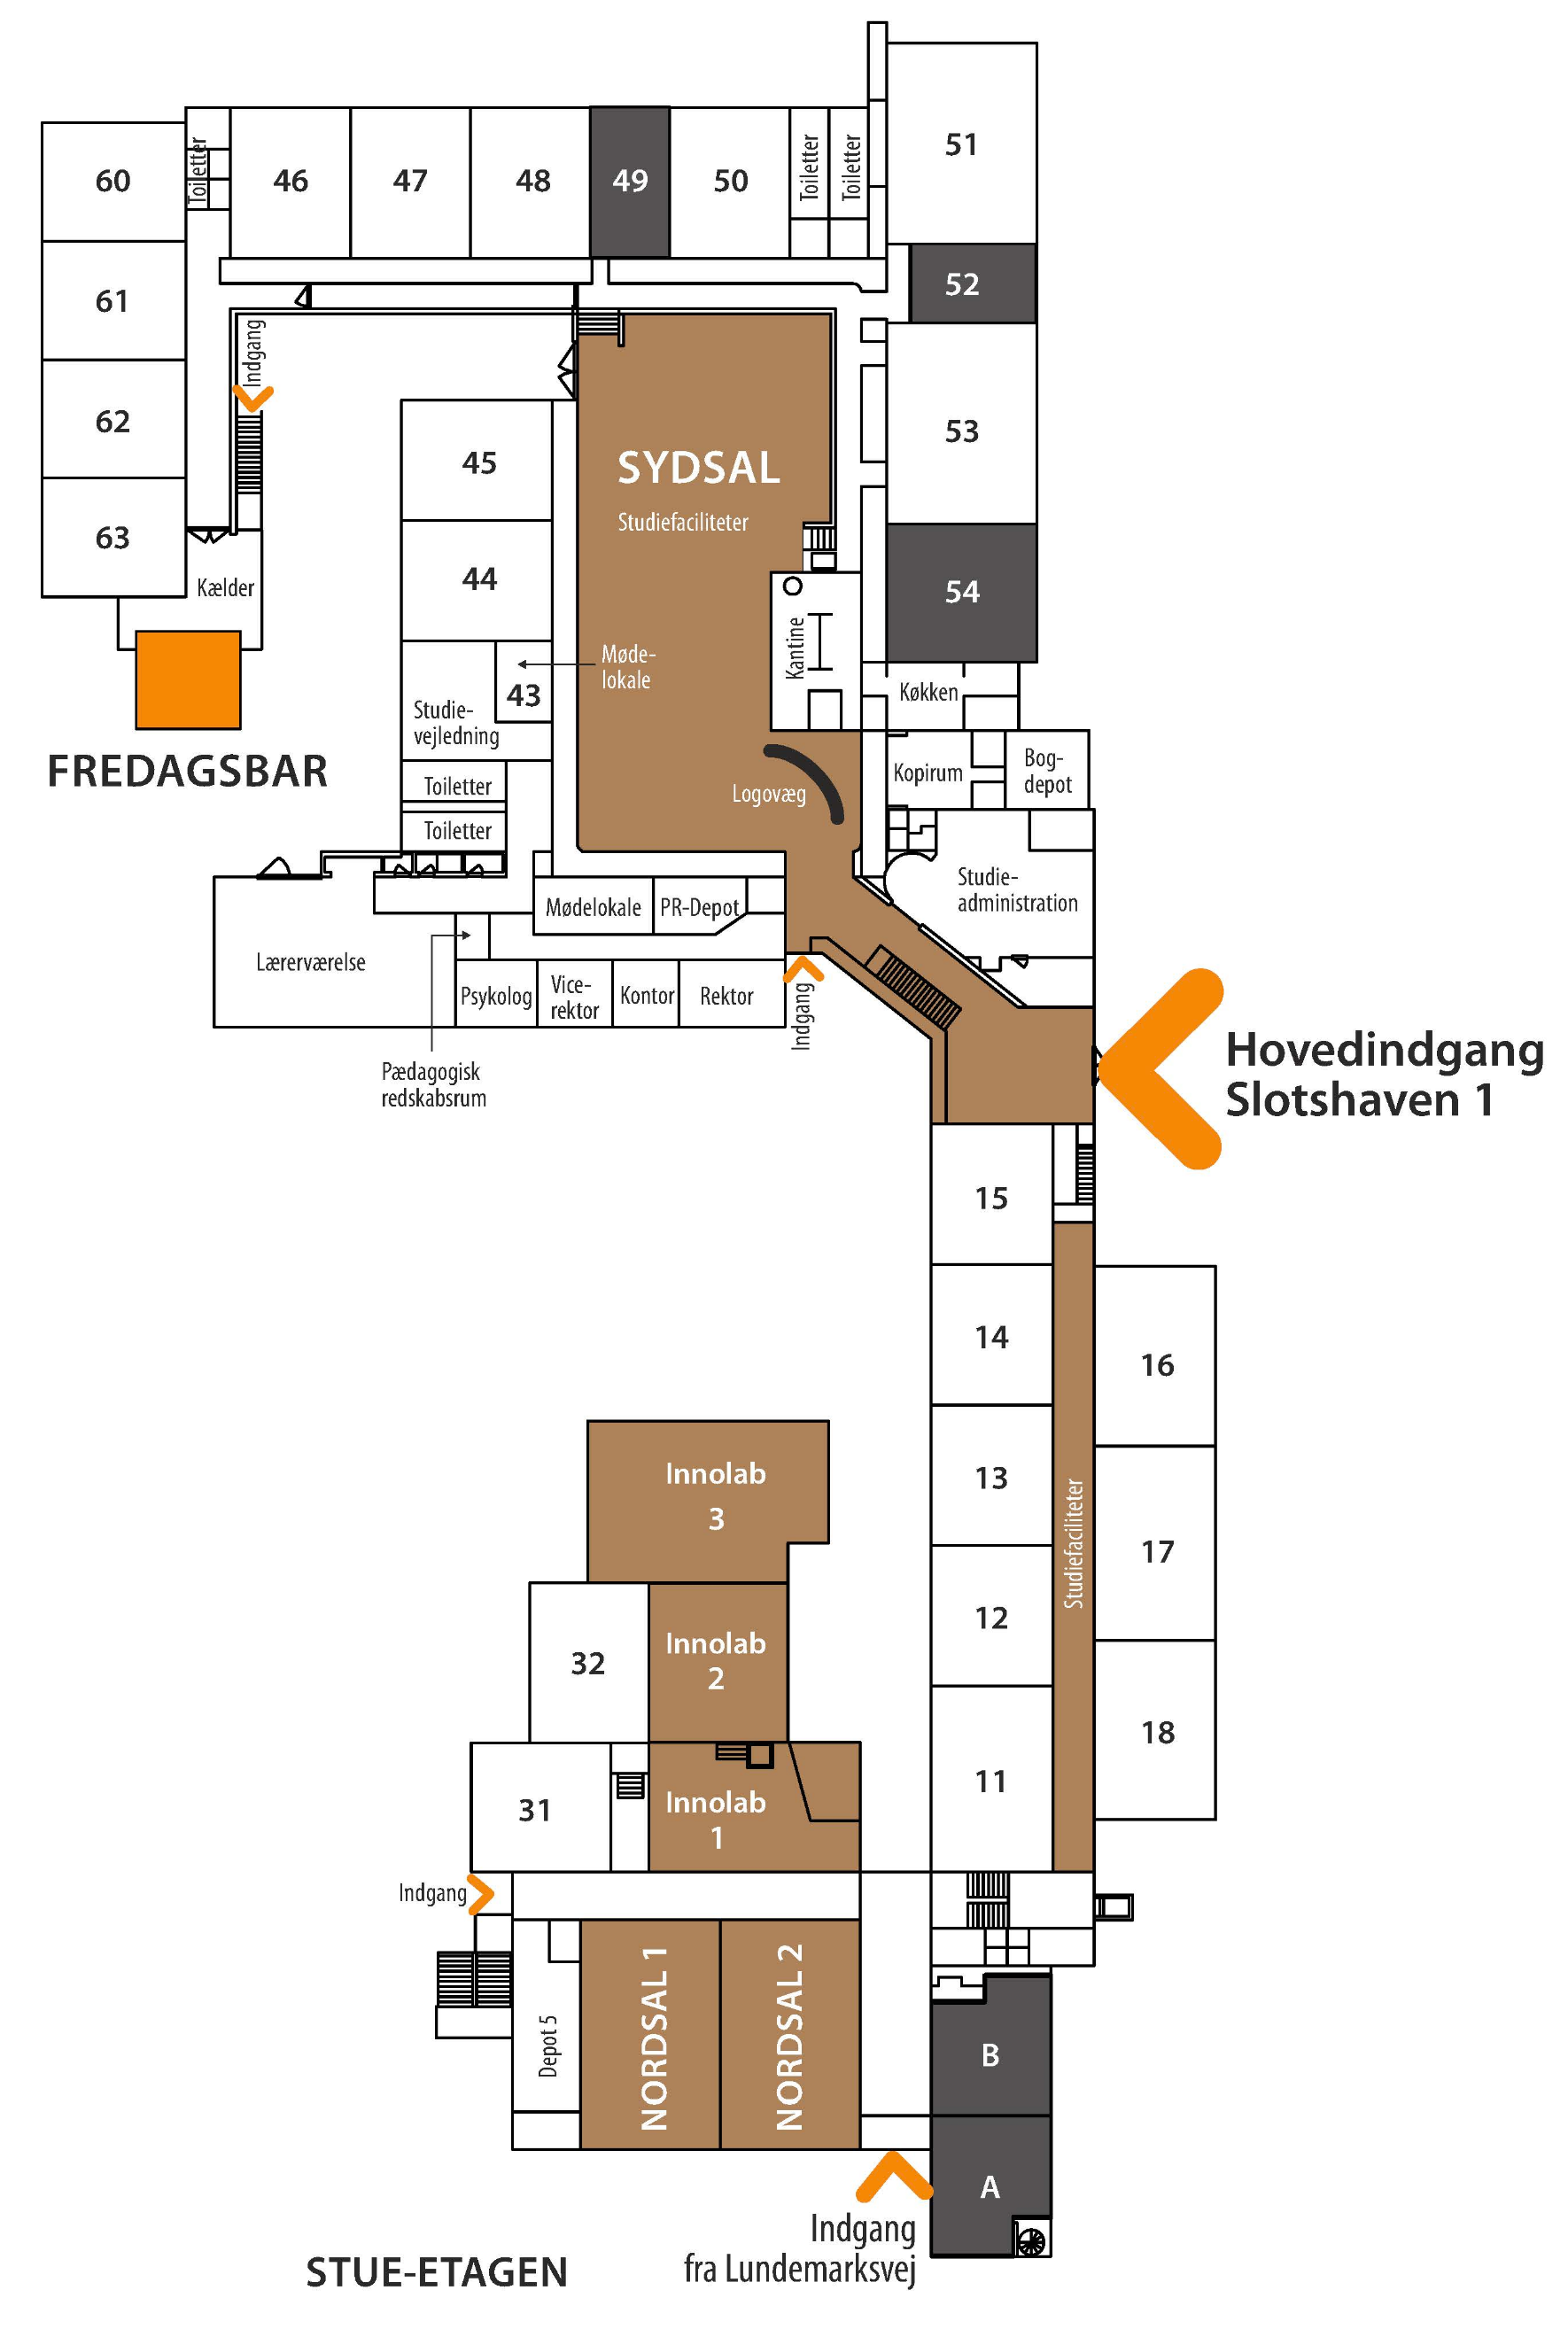 60
Toiletter
46
47
48
49
50
Toiletter
Toiletter
51
61
52
Indgang
62
45
SYDSAL
Studiefaciliteter
53
63
44
54
Kælder
Kantine
Møde-
lokale
43
Studie-
vejledning
Køkken
FREDAGSBAR
Toiletter
Toiletter
Logovæg
Kopirum
Bog-
depot
Studie-
administration
Mødelokale
PR-Depot
Lærerværelse
Psykolog
Vice-
rektor
Kontor
Rektor
Indgang
Pædagogisk
redskabsrum
Hovedindgang
Slotshaven 1
15
14
16
13
Studiefaciliteter
17
12
18
11
Innolab
3
32
Innolab
2
31
Innolab
1
Indgang
Depot 5
NORDSAL 1
NORDSAL 2
B
A
Indgang
fra Lundemarksvej
STUE-ETAGEN